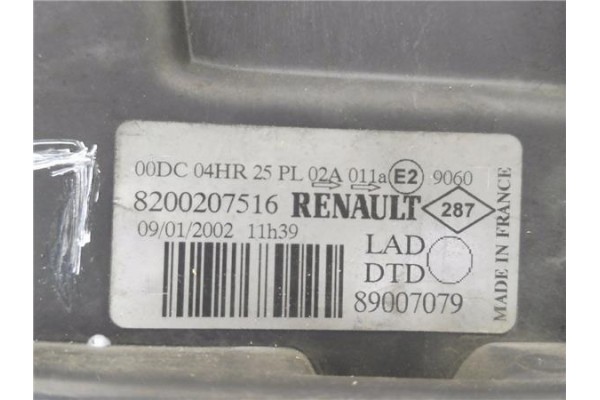 00DC 04HR 25 PL 02A 011a E2 9060
8200207516 RENAULT 287
09/01/2002 11h39
LAD
DTD
89007079
MADE IN FRANCE